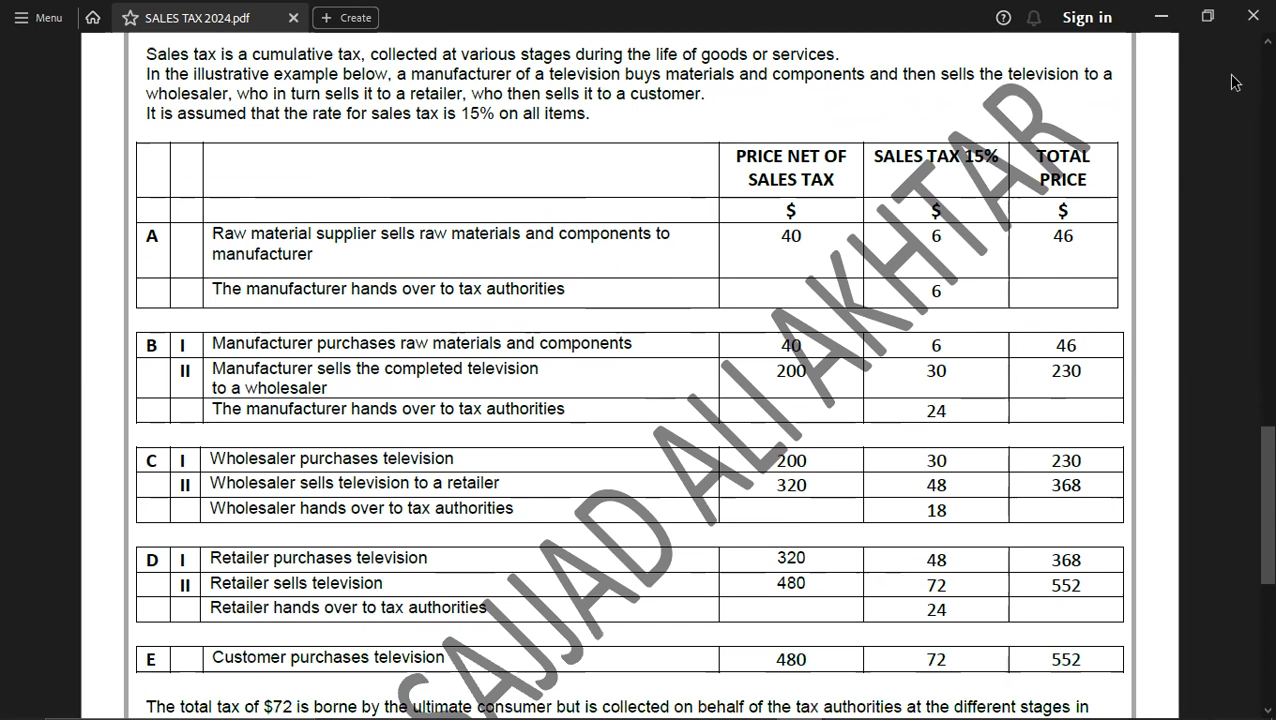 Menu
SALES TAX 2024.pdf
Create
Sign in
Sales tax is a cumulative tax, collected at various stages during the life of goods or services.
In the illustrative example below, a manufacturer of a television buys materials and components and then sells the television to a
wholesaler, who in turn sells it to a retailer, who then sells it to a customer.
It is assumed that the rate for sales tax is 15% on all items.
PRICE NET OF SALES TAX 15% TOTAL
SALES TAX PRICE
$ $ $
A Raw material supplier sells raw materials and components to 40 6 46
manufacturer
The manufacturer hands over to tax authorities 6
B I Manufacturer purchases raw materials and components 40 6 46
II Manufacturer sells the completed television 200 30 230
to a wholesaler
The manufacturer hands over to tax authorities 24
C I Wholesaler purchases television 200 30 230
II Wholesaler sells television to a retailer 320 48 368
Wholesaler hands over to tax authorities 18
D I Retailer purchases television 320 48 368
II Retailer sells television 480 72 552
Retailer hands over to tax authorities 24
E Customer purchases television 480 72 552
The total tax of $72 is borne by the ultimate consumer but is collected on behalf of the tax authorities at the different stages in
SAJJAD ALI AKHTAR